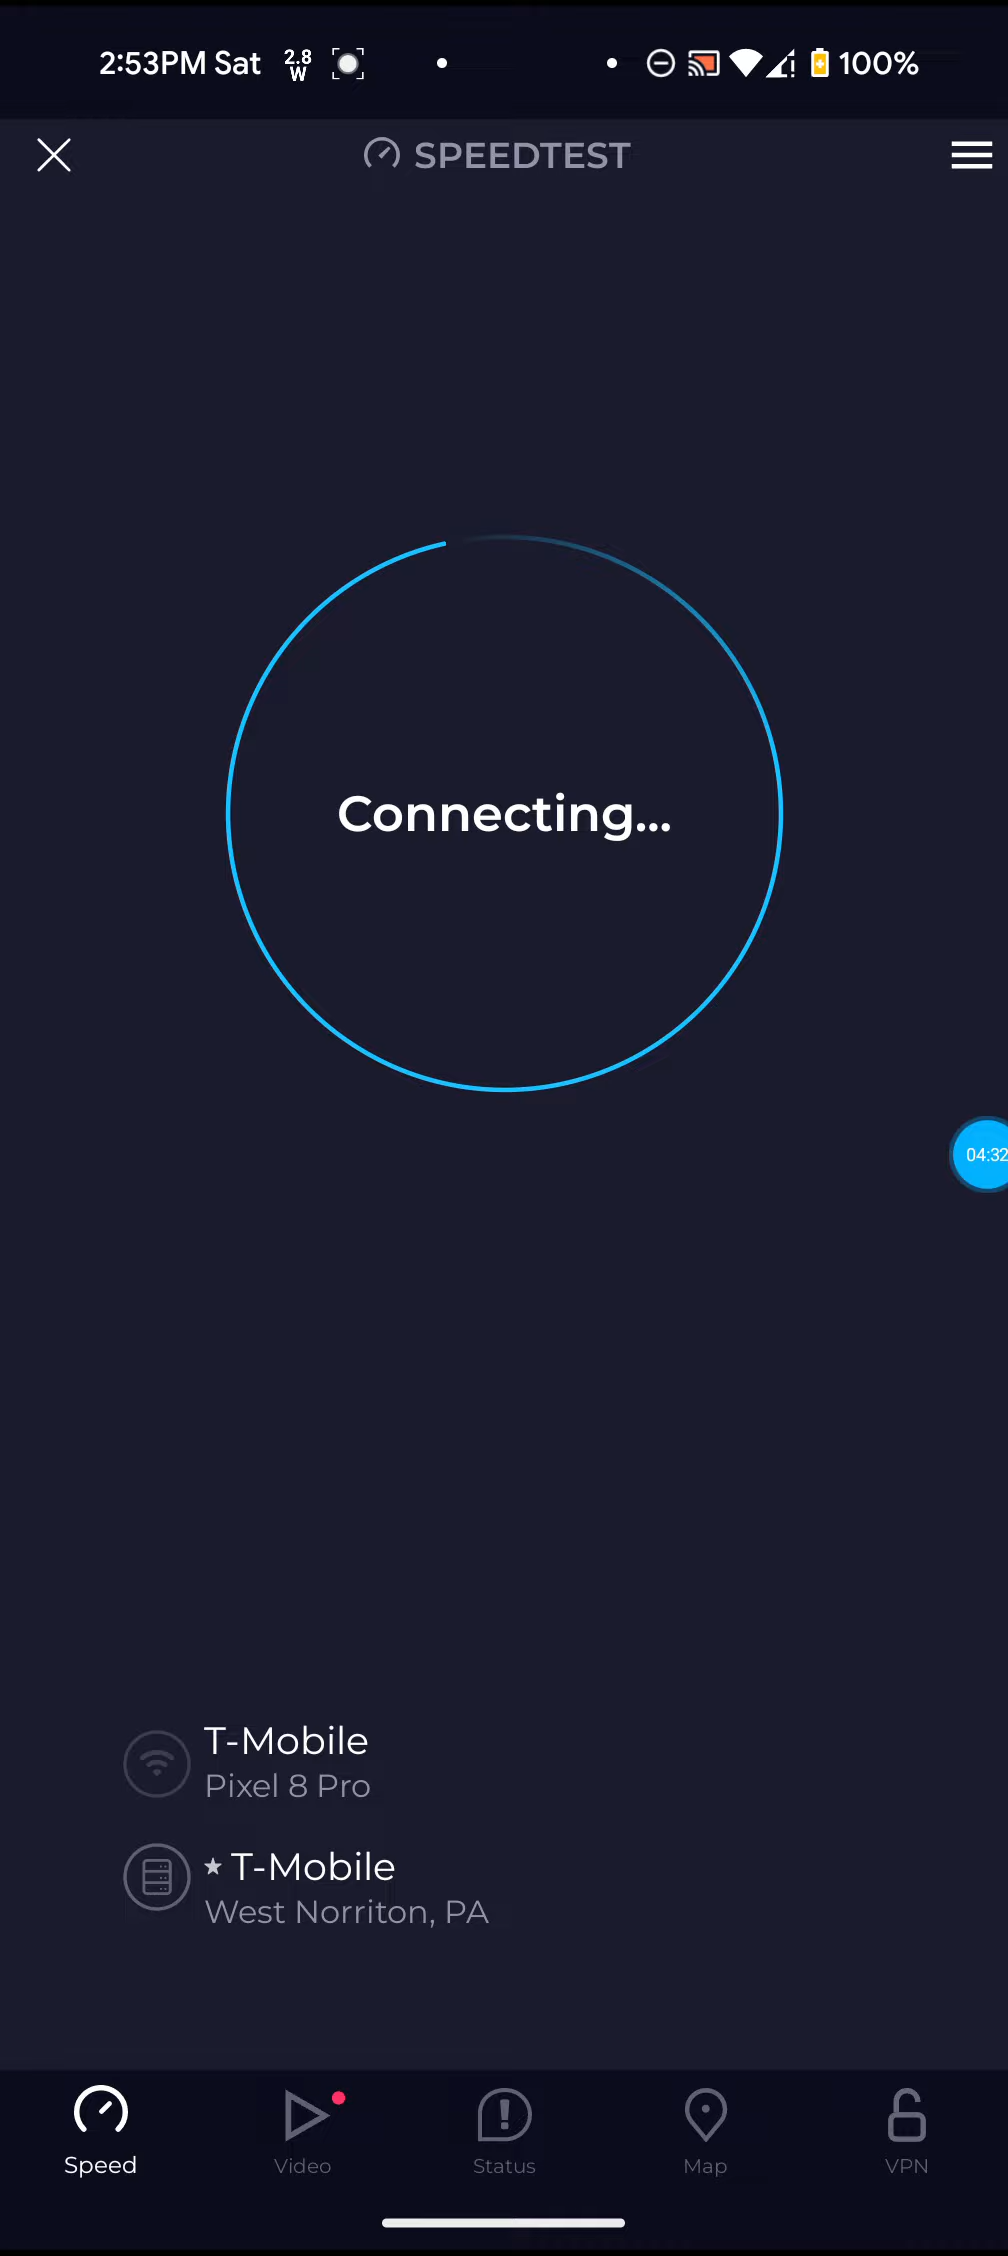 2:53PM Sat 2.8 W 100%
SPEEDTEST
Connecting...
04:32
T-Mobile
Pixel 8 Pro
T-Mobile
West Norriton, PA
Speed Video Status Map VPN